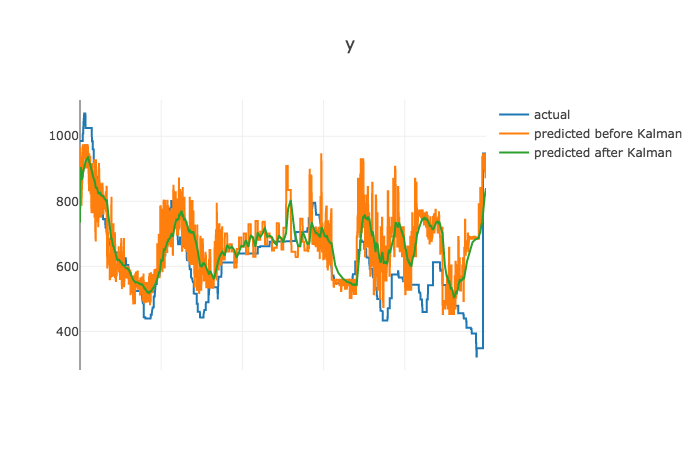 y
actual
predicted before Kalman
predicted after Kalman
1000
800
600
400